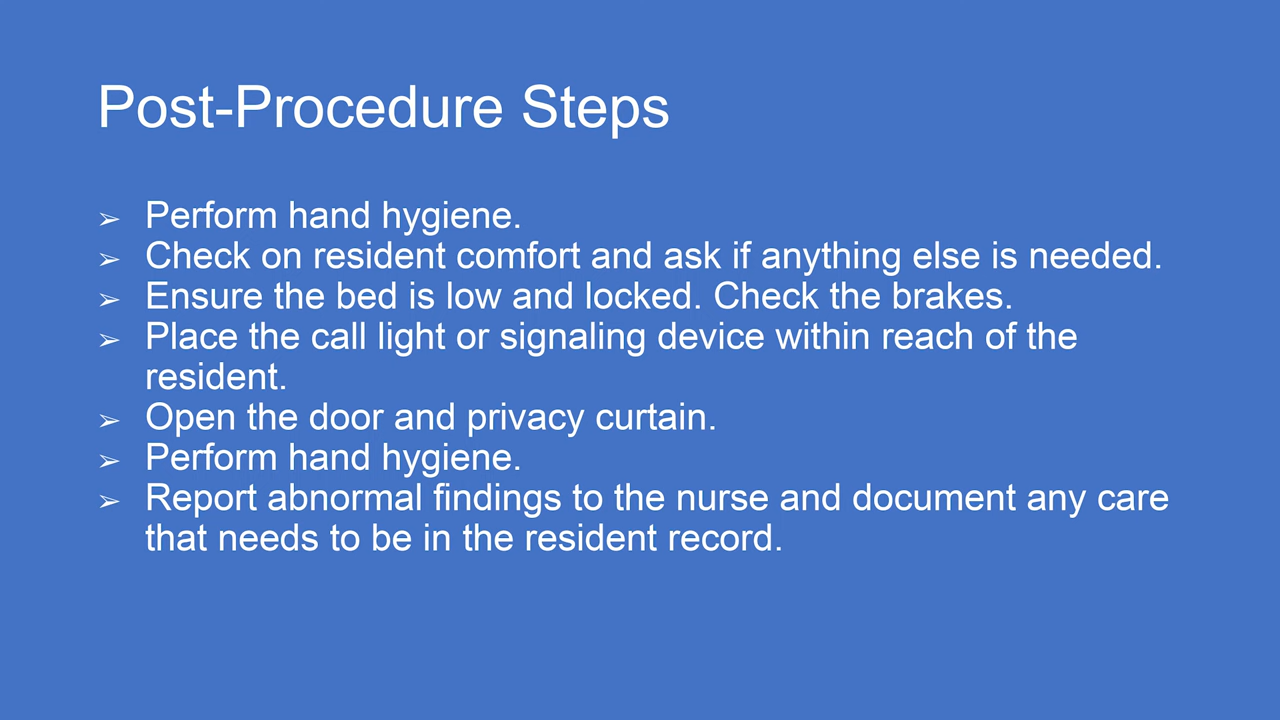 Post-Procedure Steps
➢ Perform hand hygiene.
➢ Check on resident comfort and ask if anything else is needed.
➢ Ensure the bed is low and locked. Check the brakes.
➢ Place the call light or signaling device within reach of the
resident.
➢ Open the door and privacy curtain.
➢ Perform hand hygiene.
➢ Report abnormal findings to the nurse and document any care
that needs to be in the resident record.